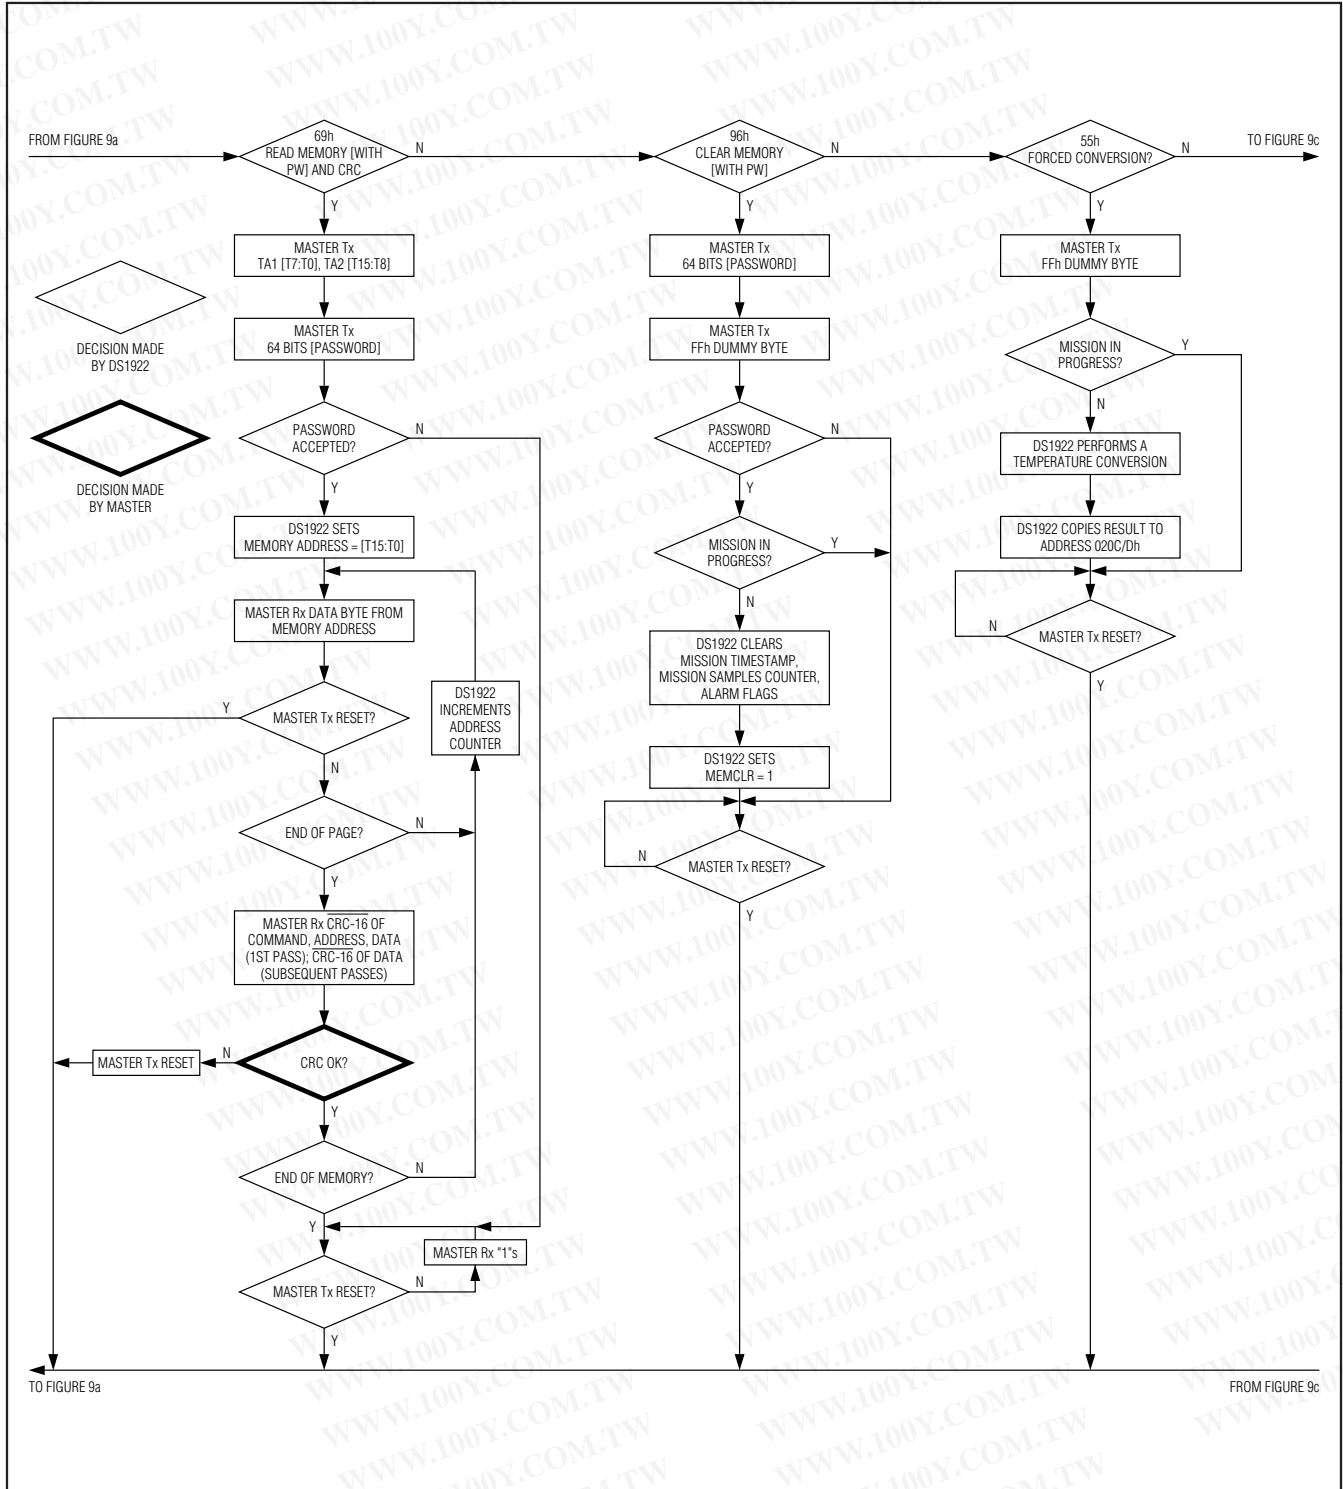 FROM FIGURE 9a
69h
READ MEMORY [WITH
PW] AND CRC
N
Y
MASTER Tx
TA1 [T7:T0], TA2 [T15:T8]
MASTER Tx
64 BITS [PASSWORD]
PASSWORD
ACCEPTED?
N
Y
DS1922 SETS
MEMORY ADDRESS = [T15:T0]
MASTER Rx DATA BYTE FROM
MEMORY ADDRESS
MASTER Tx RESET?
Y
N
DS1922
INCREMENTS
ADDRESS
COUNTER
END OF PAGE?
N
Y
MASTER Rx CRC-16 OF
COMMAND, ADDRESS, DATA
(1ST PASS); CRC-16 OF DATA
(SUBSEQUENT PASSES)
CRC OK?
N
MASTER Tx RESET
Y
END OF MEMORY?
N
Y
MASTER Rx "1"s
MASTER Tx RESET?
N
Y
DECISION MADE
BY DS1922
DECISION MADE
BY MASTER
96h
CLEAR MEMORY
[WITH PW]
N
Y
MASTER Tx
64 BITS [PASSWORD]
MASTER Tx
FFh DUMMY BYTE
PASSWORD
ACCEPTED?
N
Y
MISSION IN
PROGRESS?
Y
N
DS1922 CLEARS
MISSION TIMESTAMP,
MISSION SAMPLES COUNTER,
ALARM FLAGS
DS1922 SETS
MEMCLR = 1
MASTER Tx RESET?
N
Y
55h
FORCED CONVERSION?
N
TO FIGURE 9c
Y
MASTER Tx
FFh DUMMY BYTE
MISSION IN
PROGRESS?
Y
N
DS1922 PERFORMS A
TEMPERATURE CONVERSION
DS1922 COPIES RESULT TO
ADDRESS 020C/Dh
MASTER Tx RESET?
N
Y
TO FIGURE 9a
FROM FIGURE 9c
WWW.100Y.COM.TW